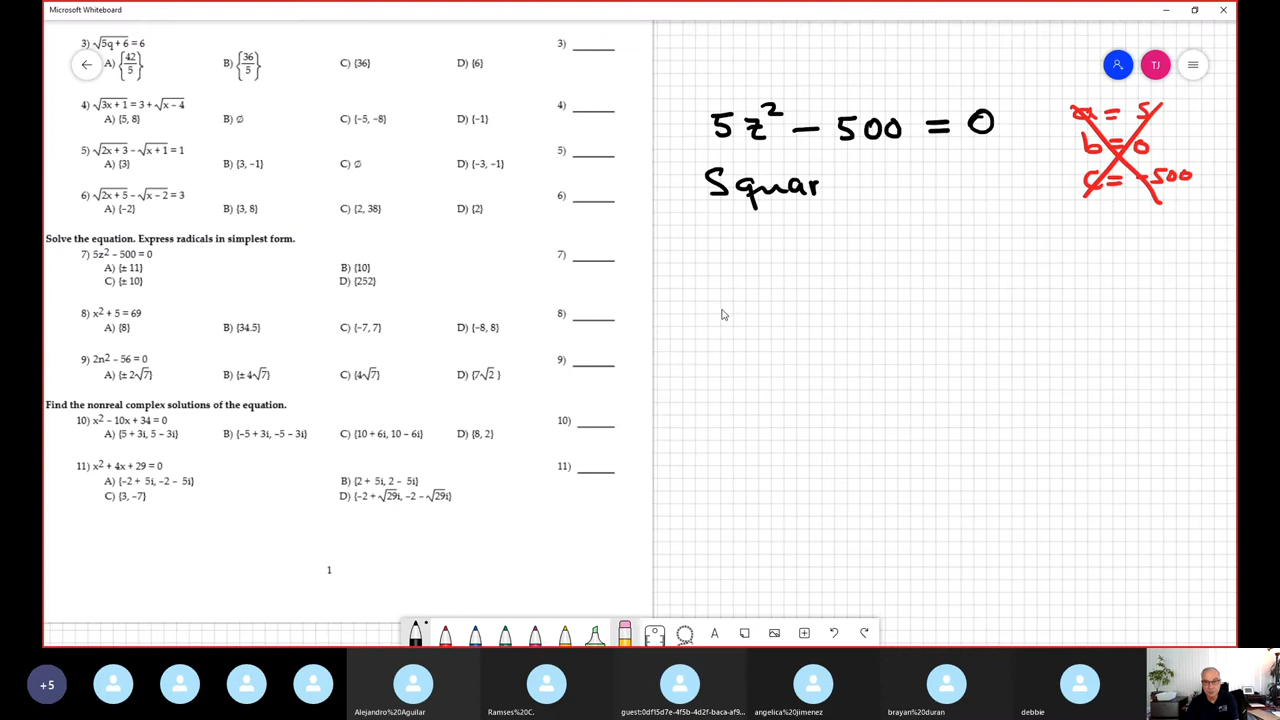 Microsoft Whiteboard
3) √5q + 6 = 6
3) ______
A) {42/5}
B) {36/5}
C) {36}
D) {6}
TJ
4) √3x + 1 = 3 + √x − 4
4) ______
A) {5, 8}
B) ∅
C) {−5, −8}
D) {−1}
5) √2x + 3 − √x + 1 = 1
5) ______
A) {3}
B) {3, −1}
C) ∅
D) {−3, −1}
6) √2x + 5 − √x − 2 = 3
6) ______
A) {−2}
B) {3, 8}
C) {2, 38}
D) {2}
Solve the equation. Express radicals in simplest form.
7) 5z² − 500 = 0
7) ______
A) {± 11}
B) {10}
C) {± 10}
D) {252}
8) x² + 5 = 69
8) ______
A) {8}
B) {34.5}
C) {−7, 7}
D) {−8, 8}
9) 2n² − 56 = 0
9) ______
A) {± 2√7}
B) {± 4√7}
C) {4√7}
D) {7√2 }
Find the nonreal complex solutions of the equation.
10) x² − 10x + 34 = 0
10) ______
A) {5 + 3i, 5 − 3i}
B) {−5 + 3i, −5 − 3i}
C) {10 + 6i, 10 − 6i}
D) {8, 2}
11) x² + 4x + 29 = 0
11) ______
A) {−2 + 5i, −2 − 5i}
B) {2 + 5i, 2 − 5i}
C) {3, −7}
D) {−2 + √29i, −2 − √29i}
1
5z² − 500 = 0
Squar
a = 5
b = 0
c = −500
A
+5
Alejandro%20Aguilar
Ramses%20C.
guest:0df15d7e-4f5b-4d2f-baca-af9...
angelica%20jimenez
brayan%20duran
debbie